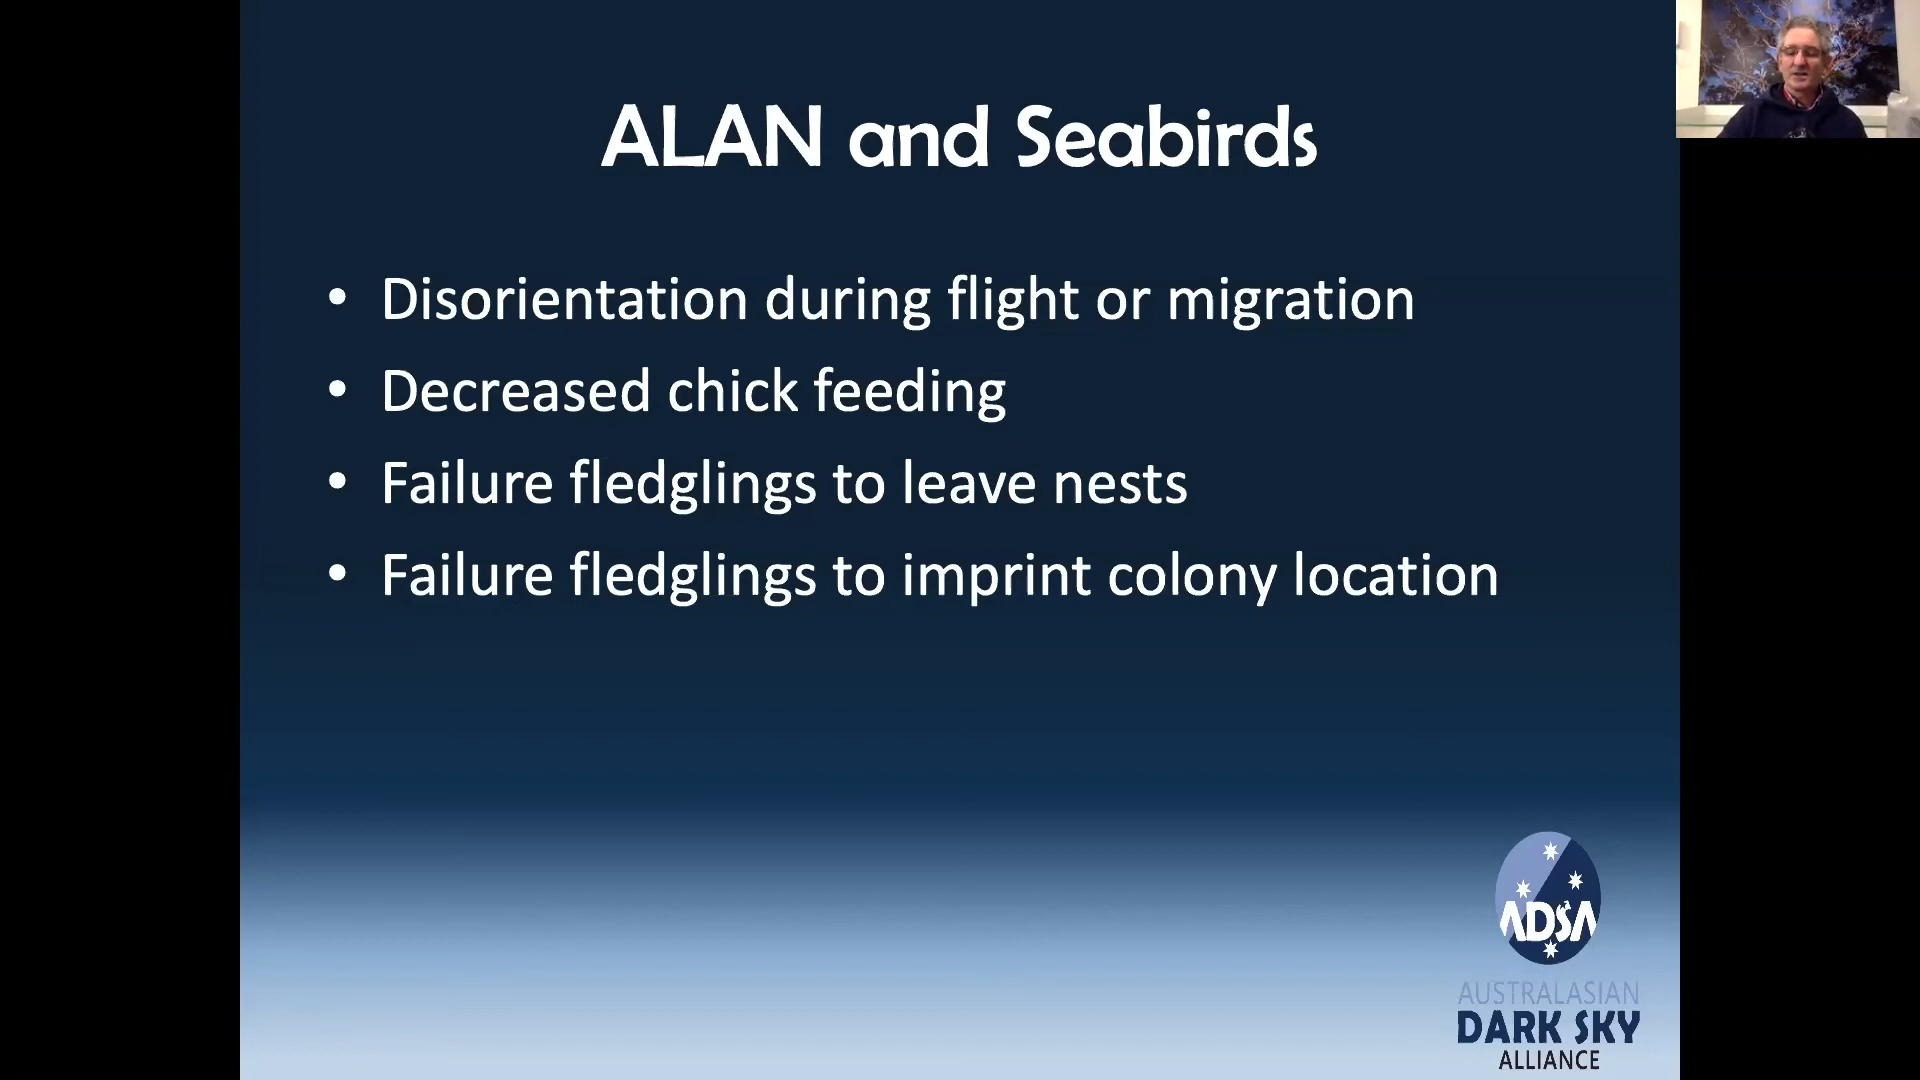 ALAN and Seabirds
• Disorientation during flight or migration
• Decreased chick feeding
• Failure fledglings to leave nests
• Failure fledglings to imprint colony location
ADSA
AUSTRALASIAN
DARK SKY
ALLIANCE